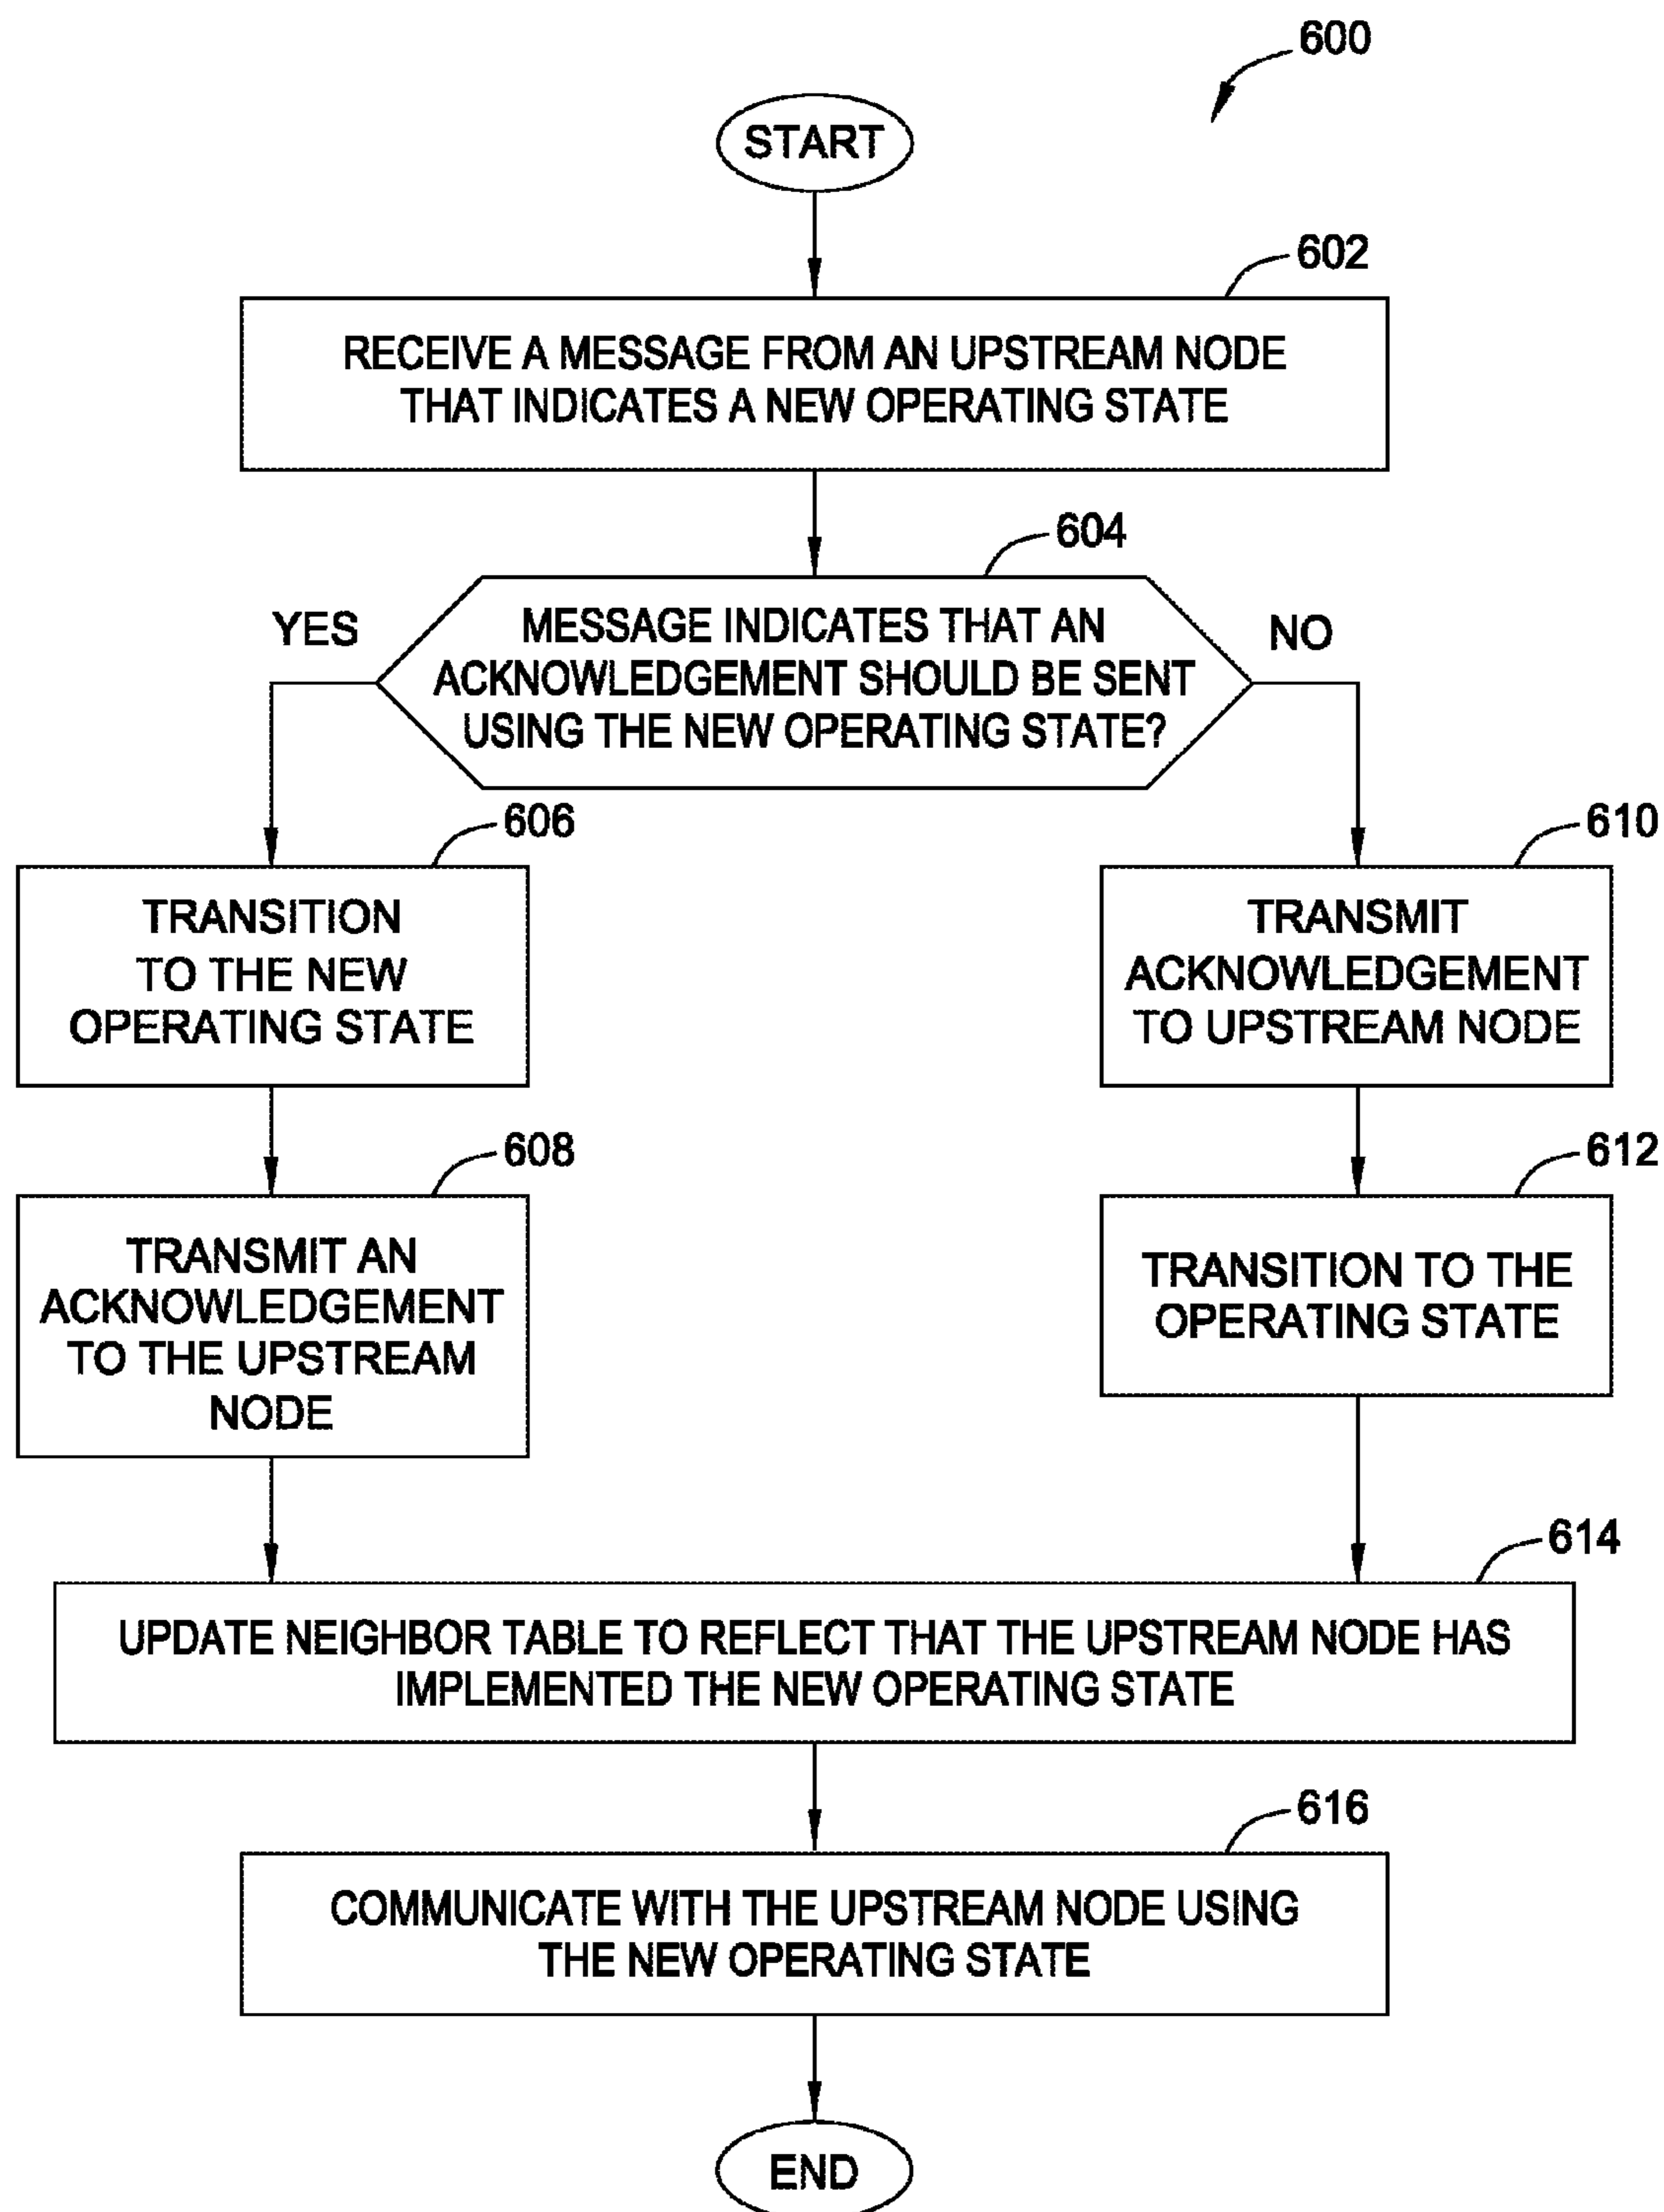 600
START
602
RECEIVE A MESSAGE FROM AN UPSTREAM NODE
THAT INDICATES A NEW OPERATING STATE
604
YES
MESSAGE INDICATES THAT AN
ACKNOWLEDGEMENT SHOULD BE SENT
USING THE NEW OPERATING STATE?
NO
606
TRANSITION
TO THE NEW
OPERATING STATE
610
TRANSMIT
ACKNOWLEDGEMENT
TO UPSTREAM NODE
608
TRANSMIT AN
ACKNOWLEDGEMENT
TO THE UPSTREAM
NODE
612
TRANSITION TO THE
OPERATING STATE
614
UPDATE NEIGHBOR TABLE TO REFLECT THAT THE UPSTREAM NODE HAS
IMPLEMENTED THE NEW OPERATING STATE
616
COMMUNICATE WITH THE UPSTREAM NODE USING
THE NEW OPERATING STATE
END